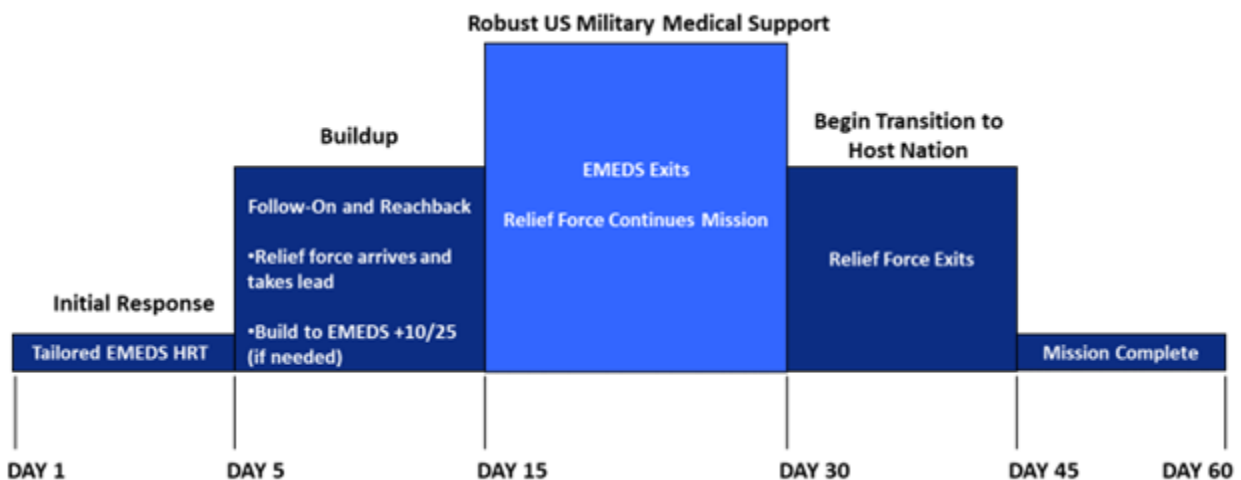 Robust US Military Medical Support
Buildup
Begin Transition to
Host Nation
EMEDS Exits
Follow-On and Reachback
Relief Force Continues Mission
•Relief force arrives and
takes lead
Relief Force Exits
Initial Response
•Build to EMEDS +10/25
(if needed)
Tailored EMEDS HRT
Mission Complete
DAY 1
DAY 5
DAY 15
DAY 30
DAY 45
DAY 60